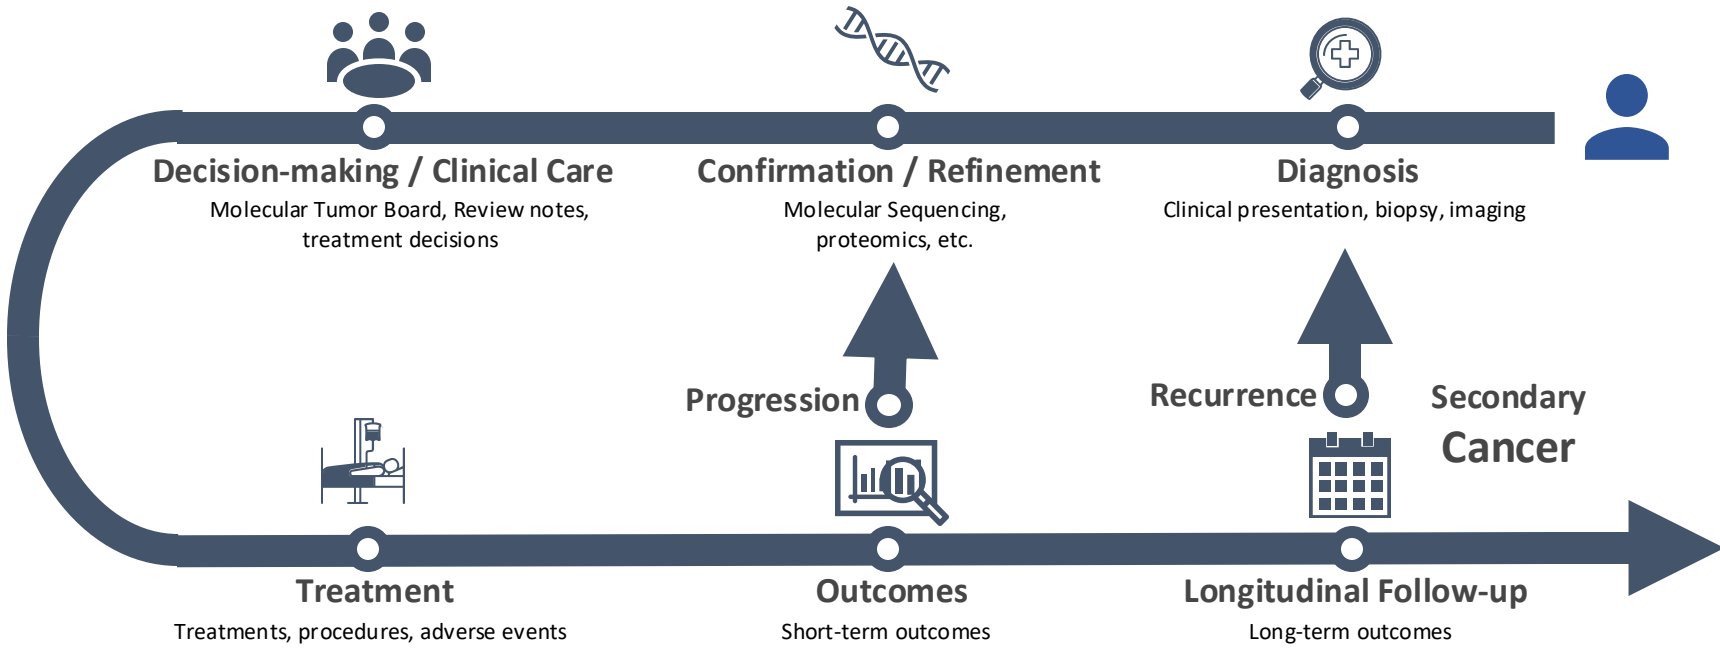 Decision-making / Clinical Care
Molecular Tumor Board, Review notes,
treatment decisions
Confirmation / Refinement
Molecular Sequencing,
proteomics, etc.
Diagnosis
Clinical presentation, biopsy, imaging
Progression
Recurrence
Secondary
Cancer
Treatment
Treatments, procedures, adverse events
Outcomes
Short-term outcomes
Longitudinal Follow-up
Long-term outcomes